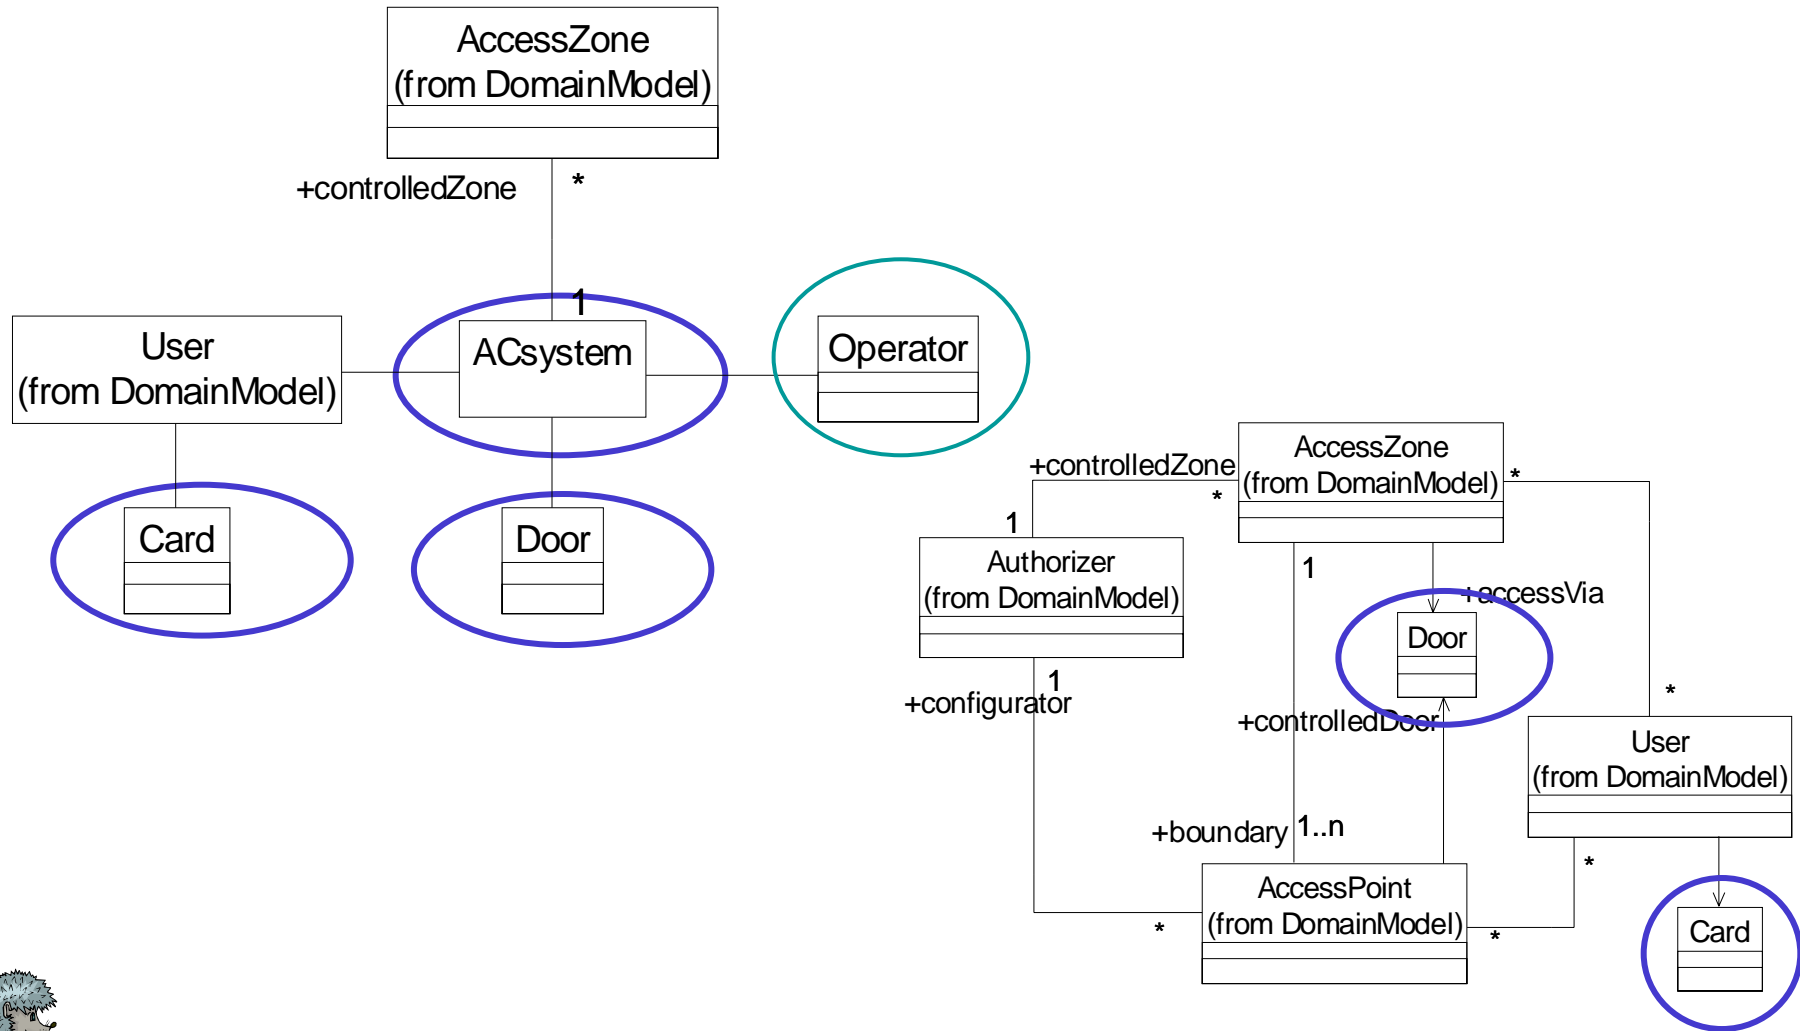 AccessZone
(from DomainModel)
+controlledZone
*
1
User
(from DomainModel)
ACsystem
Operator
Card
Door
AccessZone
(from DomainModel)
+controlledZone
*
*
1
Authorizer
(from DomainModel)
1
+accessVia
Door
1
+configurator
+controlledDoor
*
User
(from DomainModel)
+boundary
1..n
*
AccessPoint
(from DomainModel)
*
*
Card